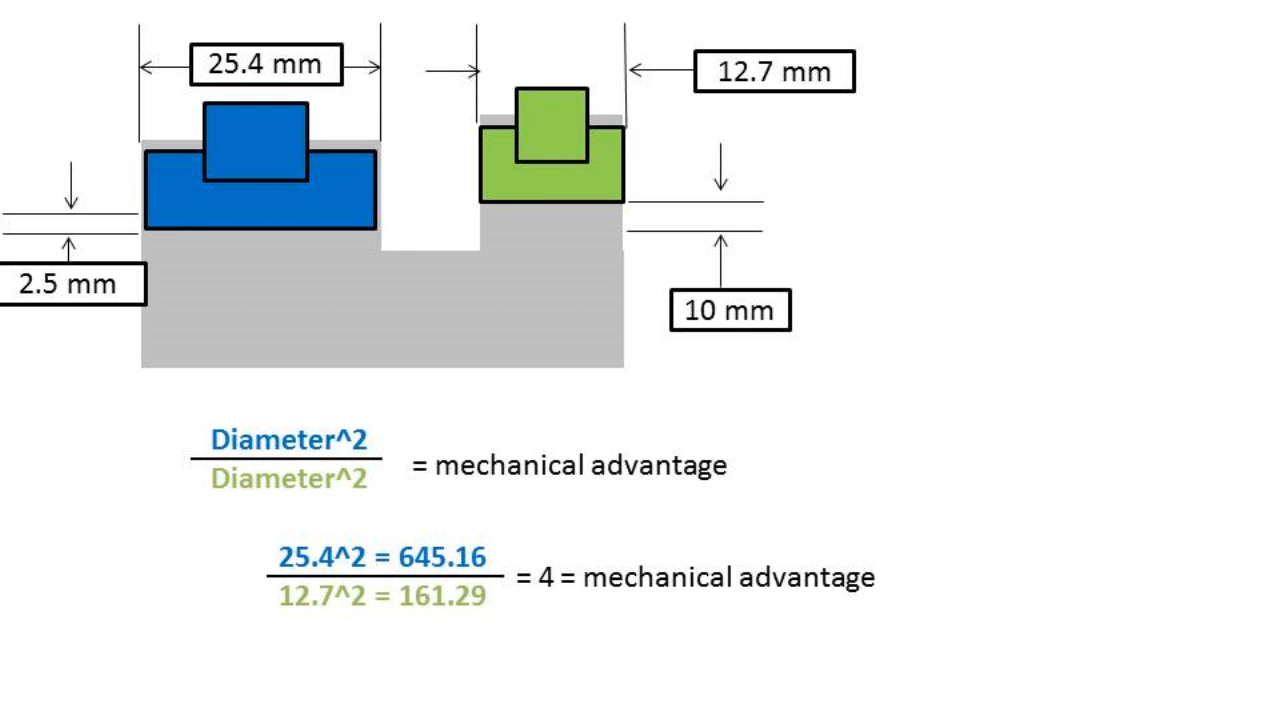 25.4 mm
12.7 mm
2.5 mm
10 mm
Diameter^2
Diameter^2
= mechanical advantage
25.4^2 = 645.16
12.7^2 = 161.29
= 4 = mechanical advantage